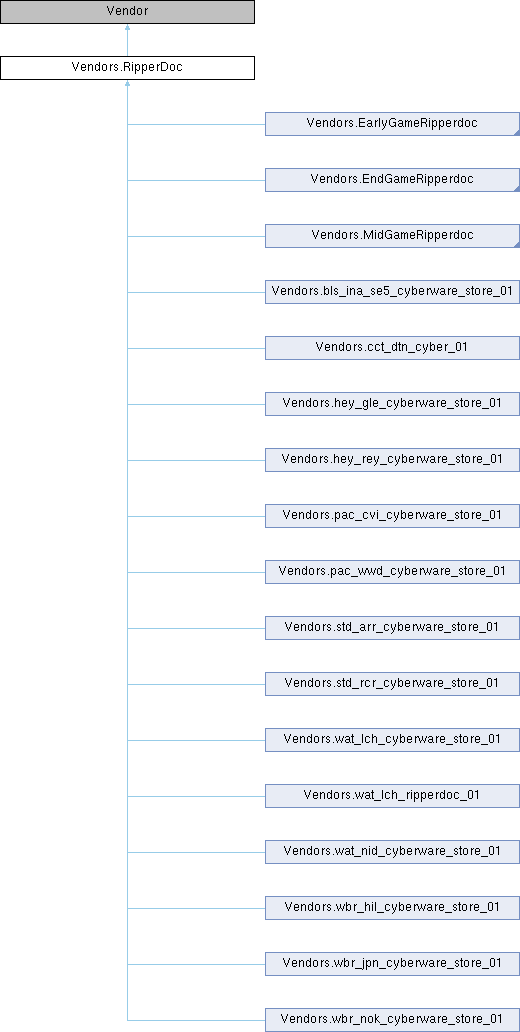 Vendor
Vendors.RipperDoc
Vendors.EarlyGameRipperdoc
Vendors.EndGameRipperdoc
Vendors.MidGameRipperdoc
Vendors.bls_ina_se5_cyberware_store_01
Vendors.cct_dtn_cyber_01
Vendors.hey_gle_cyberware_store_01
Vendors.hey_rey_cyberware_store_01
Vendors.pac_cvi_cyberware_store_01
Vendors.pac_wwd_cyberware_store_01
Vendors.std_arr_cyberware_store_01
Vendors.std_rcr_cyberware_store_01
Vendors.wat_lch_cyberware_store_01
Vendors.wat_lch_ripperdoc_01
Vendors.wat_nid_cyberware_store_01
Vendors.wbr_hil_cyberware_store_01
Vendors.wbr_jpn_cyberware_store_01
Vendors.wbr_nok_cyberware_store_01